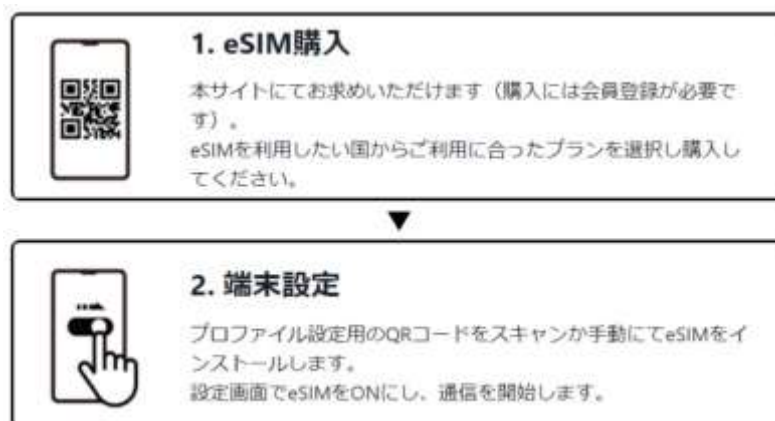 1. eSIM購入
本サイトにてお求めいただけます（購入には会員登録が必要で
す）。
eSIMを利用したい国からご利用に合ったプランを選択し購入し
てください。
2. 端末設定
プロファイル設定用のQRコードをスキャンか手動にてeSIMをイ
ンストールします。
設定画面でeSIMをONにし、通信を開始します。